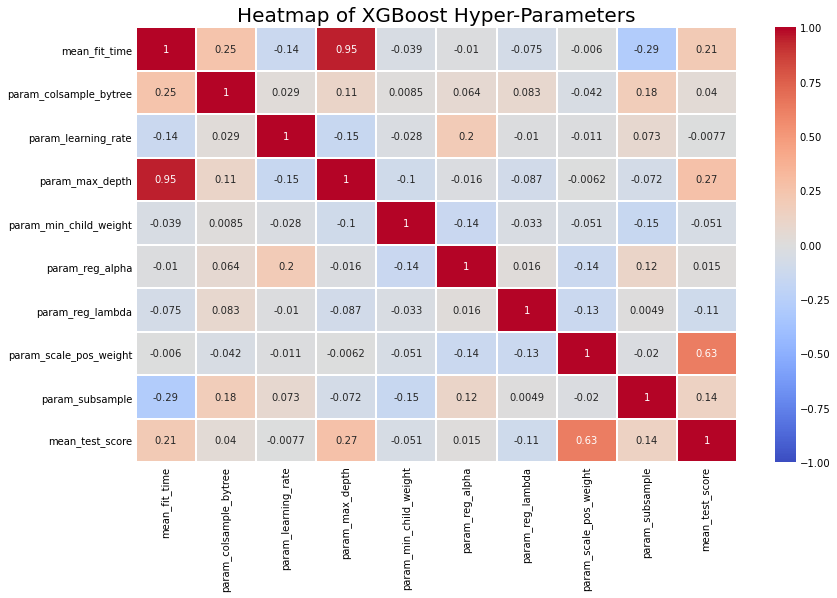 Heatmap of XGBoost Hyper-Parameters
mean_fit_time 1 0.25 -0.14 0.95 -0.039 -0.01 -0.075 -0.006 -0.29 0.21
param_colsample_bytree 0.25 1 0.029 0.11 0.0085 0.064 0.083 -0.042 0.18 0.04
param_learning_rate -0.14 0.029 1 -0.15 -0.028 0.2 -0.01 -0.011 0.073 -0.0077
param_max_depth 0.95 0.11 -0.15 1 -0.1 -0.016 -0.087 -0.0062 -0.072 0.27
param_min_child_weight -0.039 0.0085 -0.028 -0.1 1 -0.14 -0.033 -0.051 -0.15 -0.051
param_reg_alpha -0.01 0.064 0.2 -0.016 -0.14 1 0.016 -0.14 0.12 0.015
param_reg_lambda -0.075 0.083 -0.01 -0.087 -0.033 0.016 1 -0.13 0.0049 -0.11
param_scale_pos_weight -0.006 -0.042 -0.011 -0.0062 -0.051 -0.14 -0.13 1 -0.02 0.63
param_subsample -0.29 0.18 0.073 -0.072 -0.15 0.12 0.0049 -0.02 1 0.14
mean_test_score 0.21 0.04 -0.0077 0.27 -0.051 0.015 -0.11 0.63 0.14 1
mean_fit_time
param_colsample_bytree
param_learning_rate
param_max_depth
param_min_child_weight
param_reg_alpha
param_reg_lambda
param_scale_pos_weight
param_subsample
mean_test_score
1.00
0.75
0.50
0.25
0.00
-0.25
-0.50
-0.75
-1.00